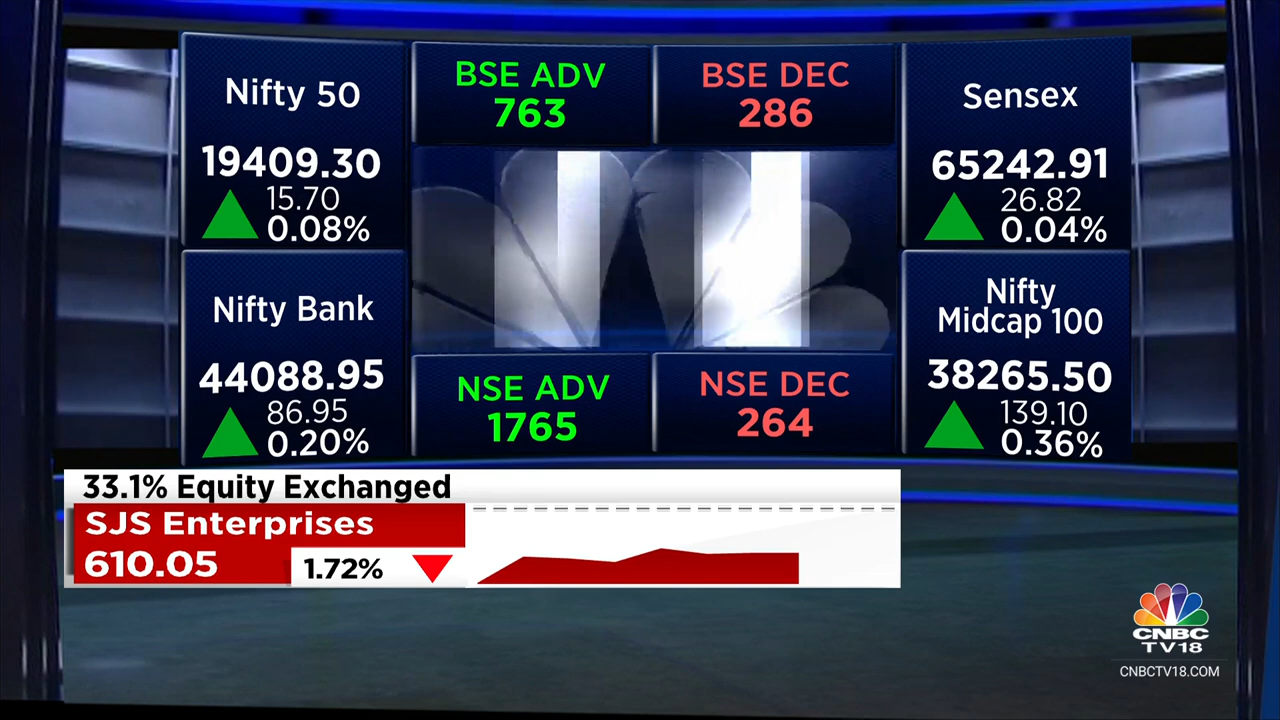 Nifty 50
19409.30
15.70
0.08%
BSE ADV
763
BSE DEC
286
Sensex
65242.91
26.82
0.04%
Nifty Bank
44088.95
86.95
0.20%
NSE ADV
1765
NSE DEC
264
Nifty
Midcap 100
38265.50
139.10
0.36%
33.1% Equity Exchanged
SJS Enterprises
610.05
1.72%
CNBC
TV18
CNBCTV18.COM